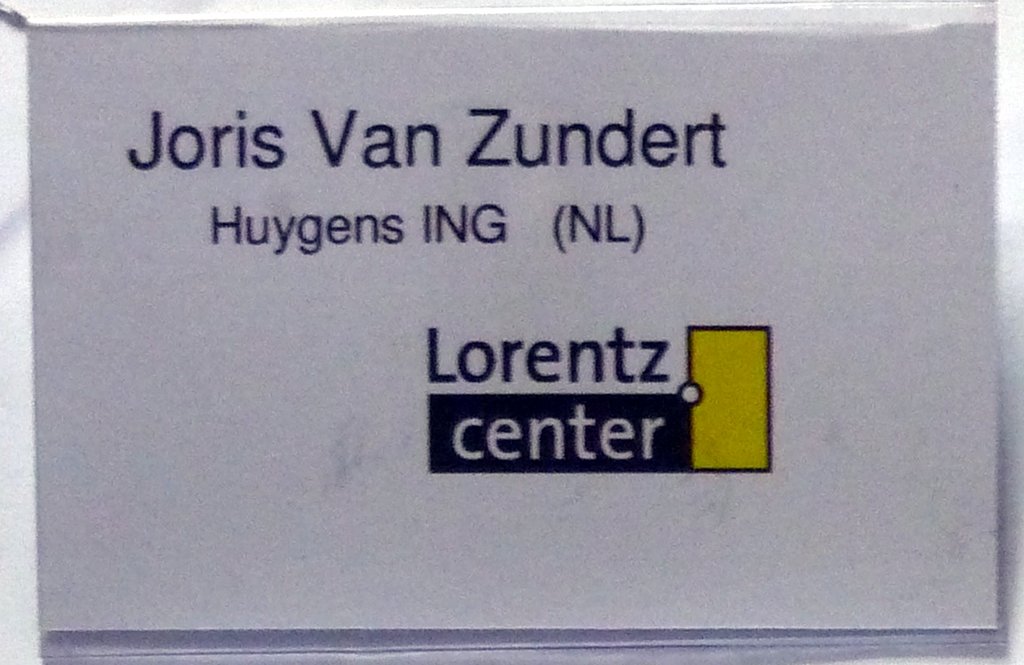 Joris Van Zundert
Huygens ING (NL)
Lorentz
center